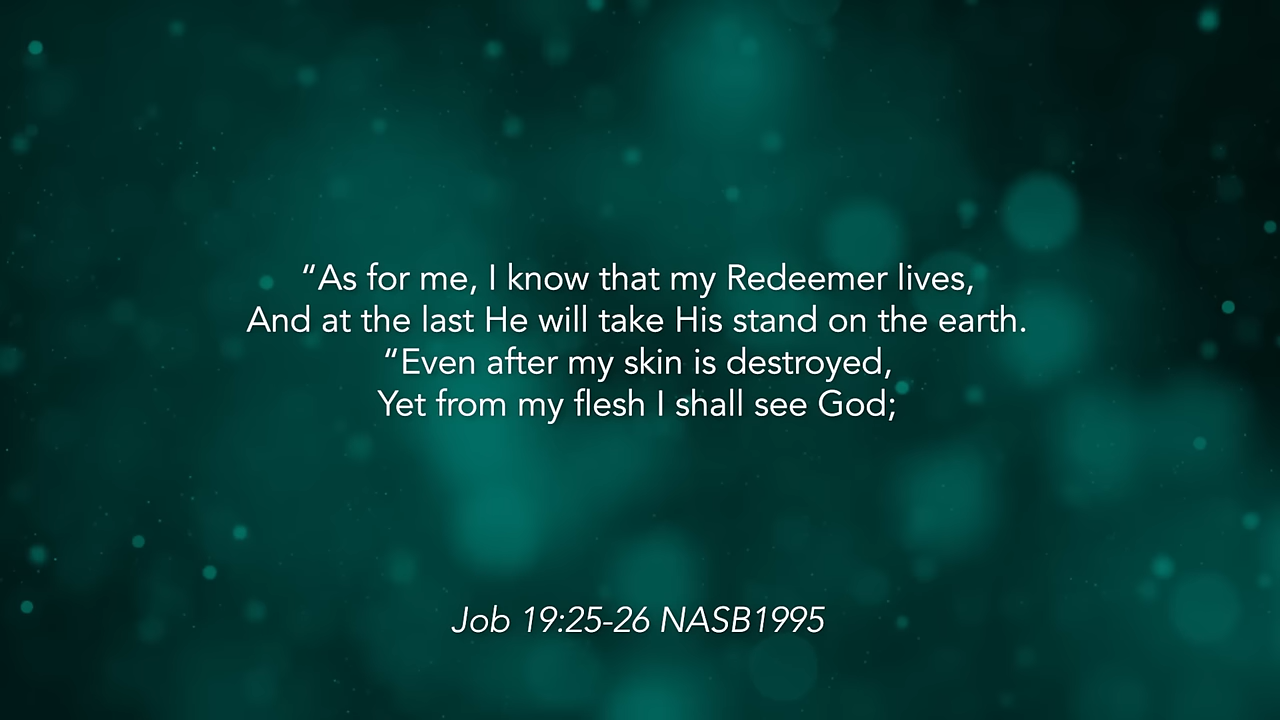 “As for me, I know that my Redeemer lives,
And at the last He will take His stand on the earth.
“Even after my skin is destroyed,
Yet from my flesh I shall see God;
Job 19:25-26 NASB1995